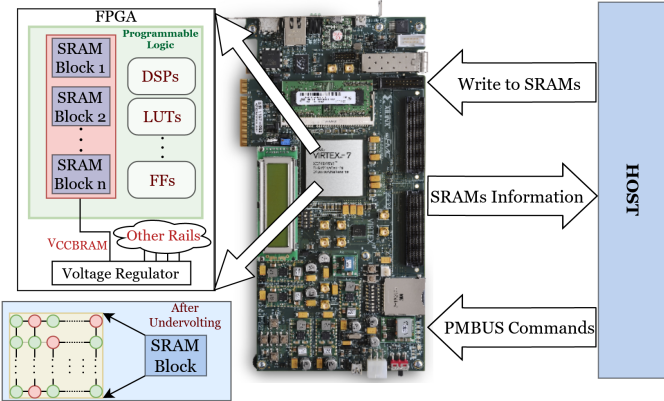 FPGA
Programmable
Logic
SRAM
Block 1
SRAM
Block 2
SRAM
Block n
DSPs
LUTs
FFs
VCCBRAM
Other Rails
Voltage Regulator
After
Undervolting
SRAM
Block
VIRTEX-7
Write to SRAMs
SRAMs Information
PMBUS Commands
HOST